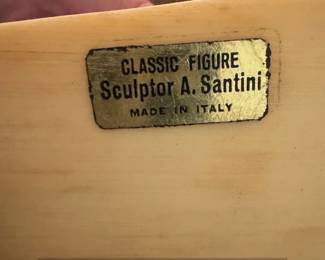 CLASSIC FIGURE
Sculptor A. Santini
MADE IN ITALY